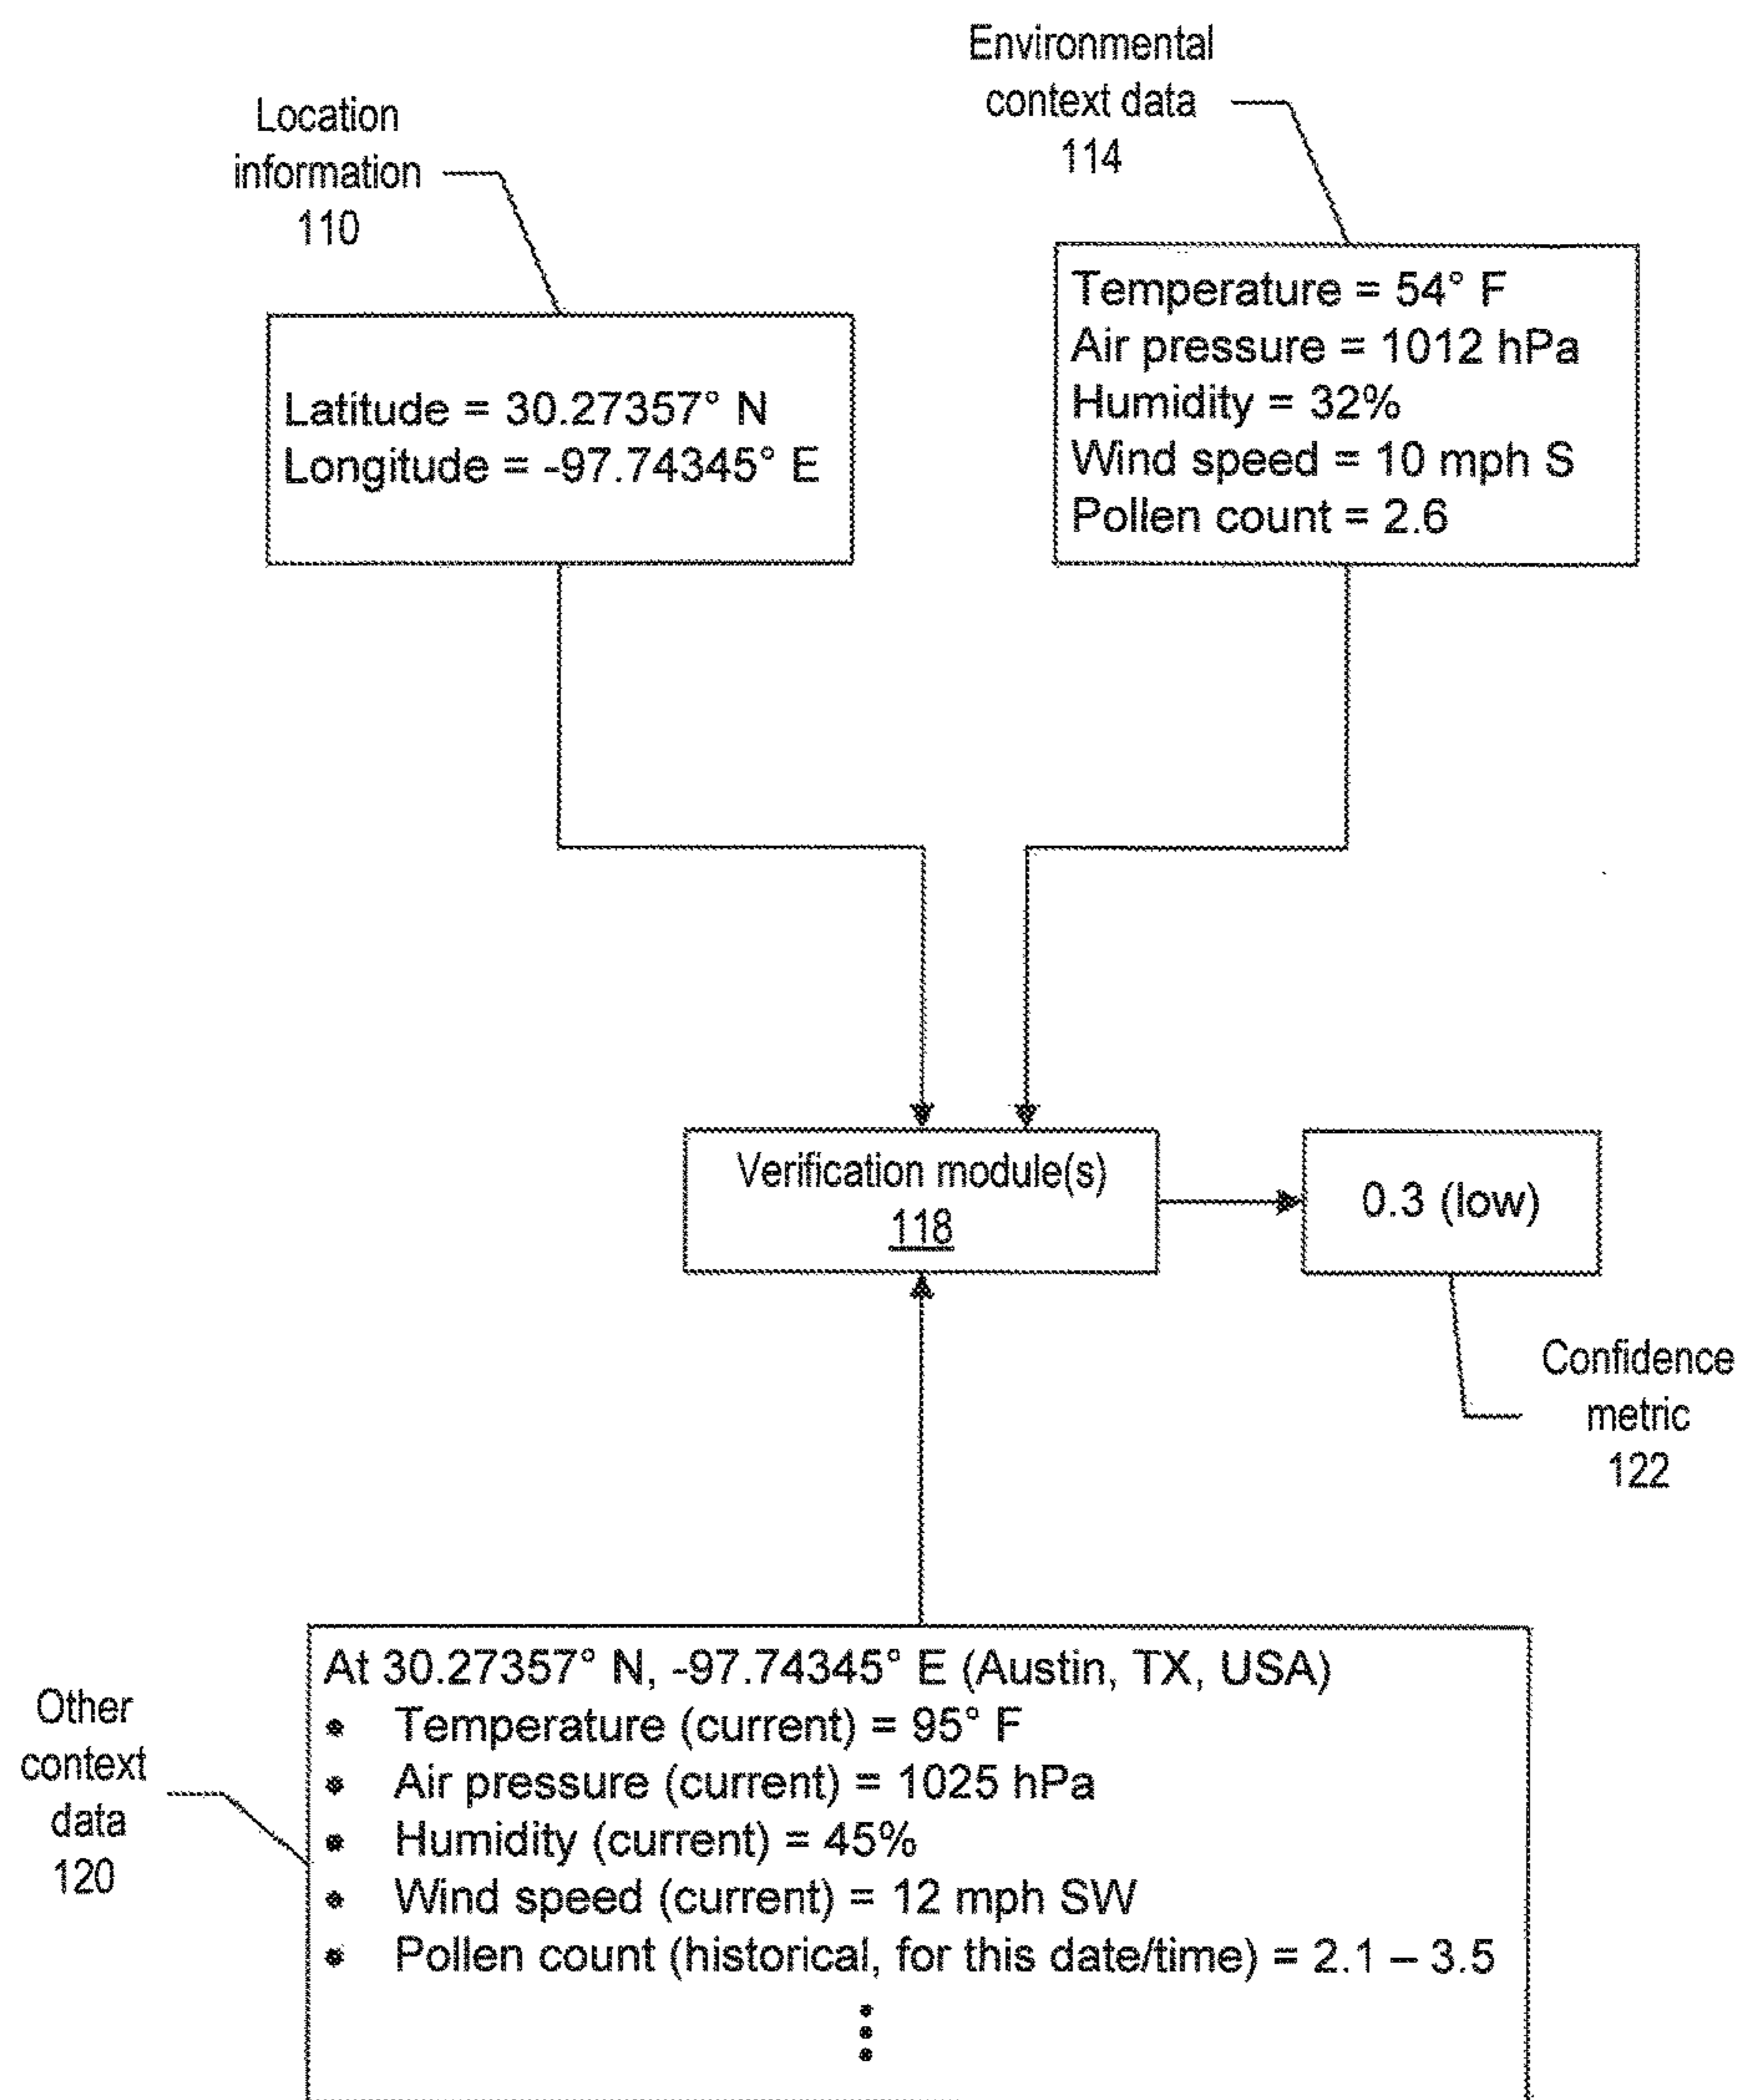 Environmental
context data
114
Location
information
110
Temperature = 54° F
Air pressure = 1012 hPa
Humidity = 32%
Wind speed = 10 mph S
Pollen count = 2.6
Latitude = 30.27357° N
Longitude = -97.74345° E
Verification module(s)
118
0.3 (low)
Confidence
metric
122
Other
context
data
120
At 30.27357° N, -97.74345° E (Austin, TX, USA)
• Temperature (current) = 95° F
• Air pressure (current) = 1025 hPa
• Humidity (current) = 45%
• Wind speed (current) = 12 mph SW
• Pollen count (historical, for this date/time) = 2.1 – 3.5